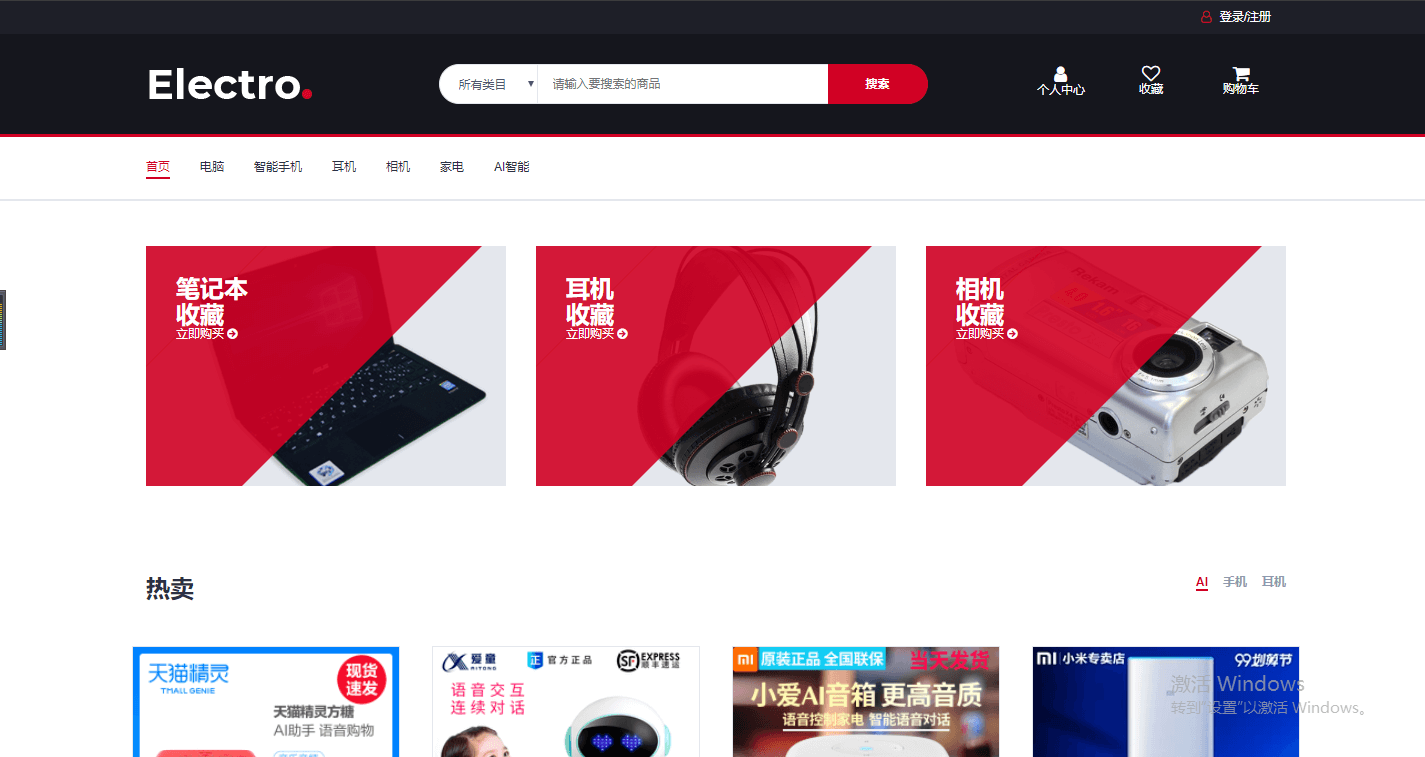 登录/注册
Electro.
所有类目
请输入要搜索的商品
搜索
个人中心
收藏
购物车
首页
电脑
智能手机
耳机
相机
家电
AI智能
笔记本
收藏
立即购买
耳机
收藏
立即购买
Rekam
4.0
相机
收藏
立即购买
热卖
AI
手机
耳机
天猫精灵
TMALL GENIE
现货
速发
天猫精灵方糖
AI助手 语音购物
爱童
AITONG
正 官方正品
SF EXPRESS
顺丰速运
语音交互
连续对话
mi 原装正品 全国联保
当天发货
小爱AI音箱 更高音质
语音控制家电 智能语音对话
mi 小米专卖店
99划算节
激活 Windows
转到"设置"以激活 Windows。